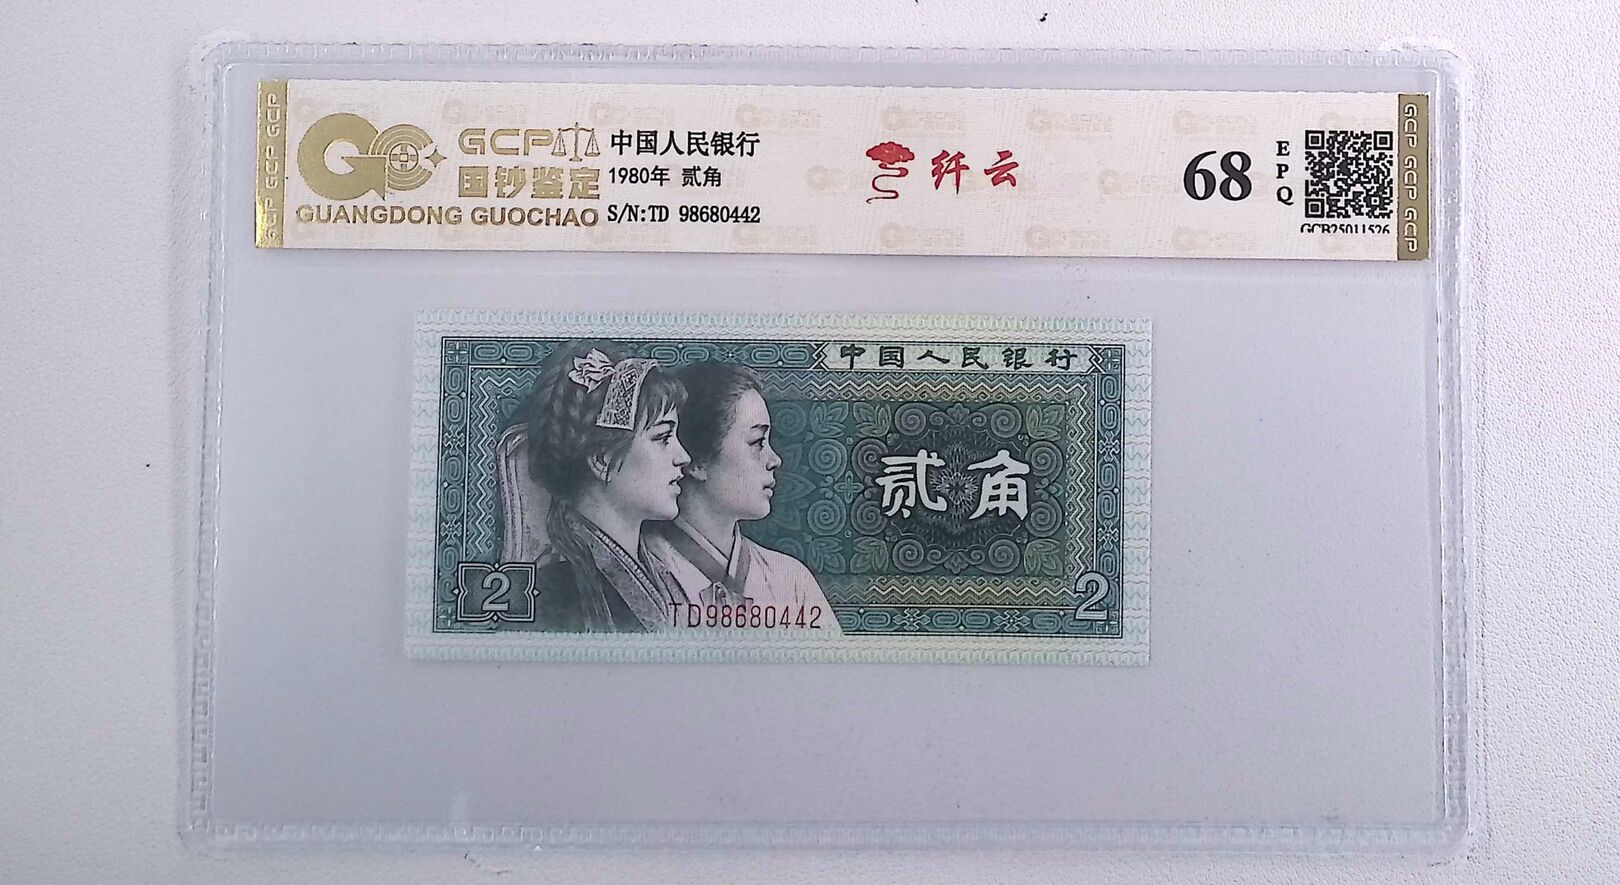 GCP GCP GCP
GCP
国钞鉴定
GUANGDONG GUOCHAO
中国人民银行
1980年 贰角
S/N:TD 98680442
纤云
68
E
P
Q
GCB25011526
GCP GCP GCP
中国人民银行
贰角
2
TD98680442
2